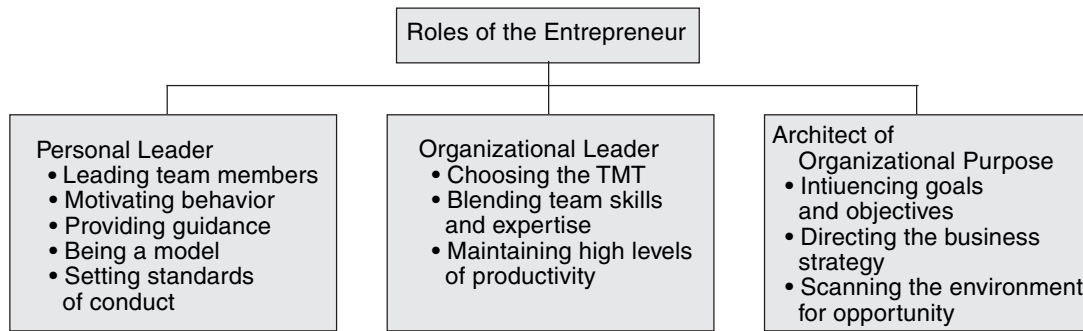 Roles of the Entrepreneur
Personal Leader
• Leading team members
• Motivating behavior
• Providing guidance
• Being a model
• Setting standards
of conduct
Organizational Leader
• Choosing the TMT
• Blending team skills
and expertise
• Maintaining high levels
of productivity
Architect of
Organizational Purpose
• Intiuencing goals
and objectives
• Directing the business
strategy
• Scanning the environment
for opportunity